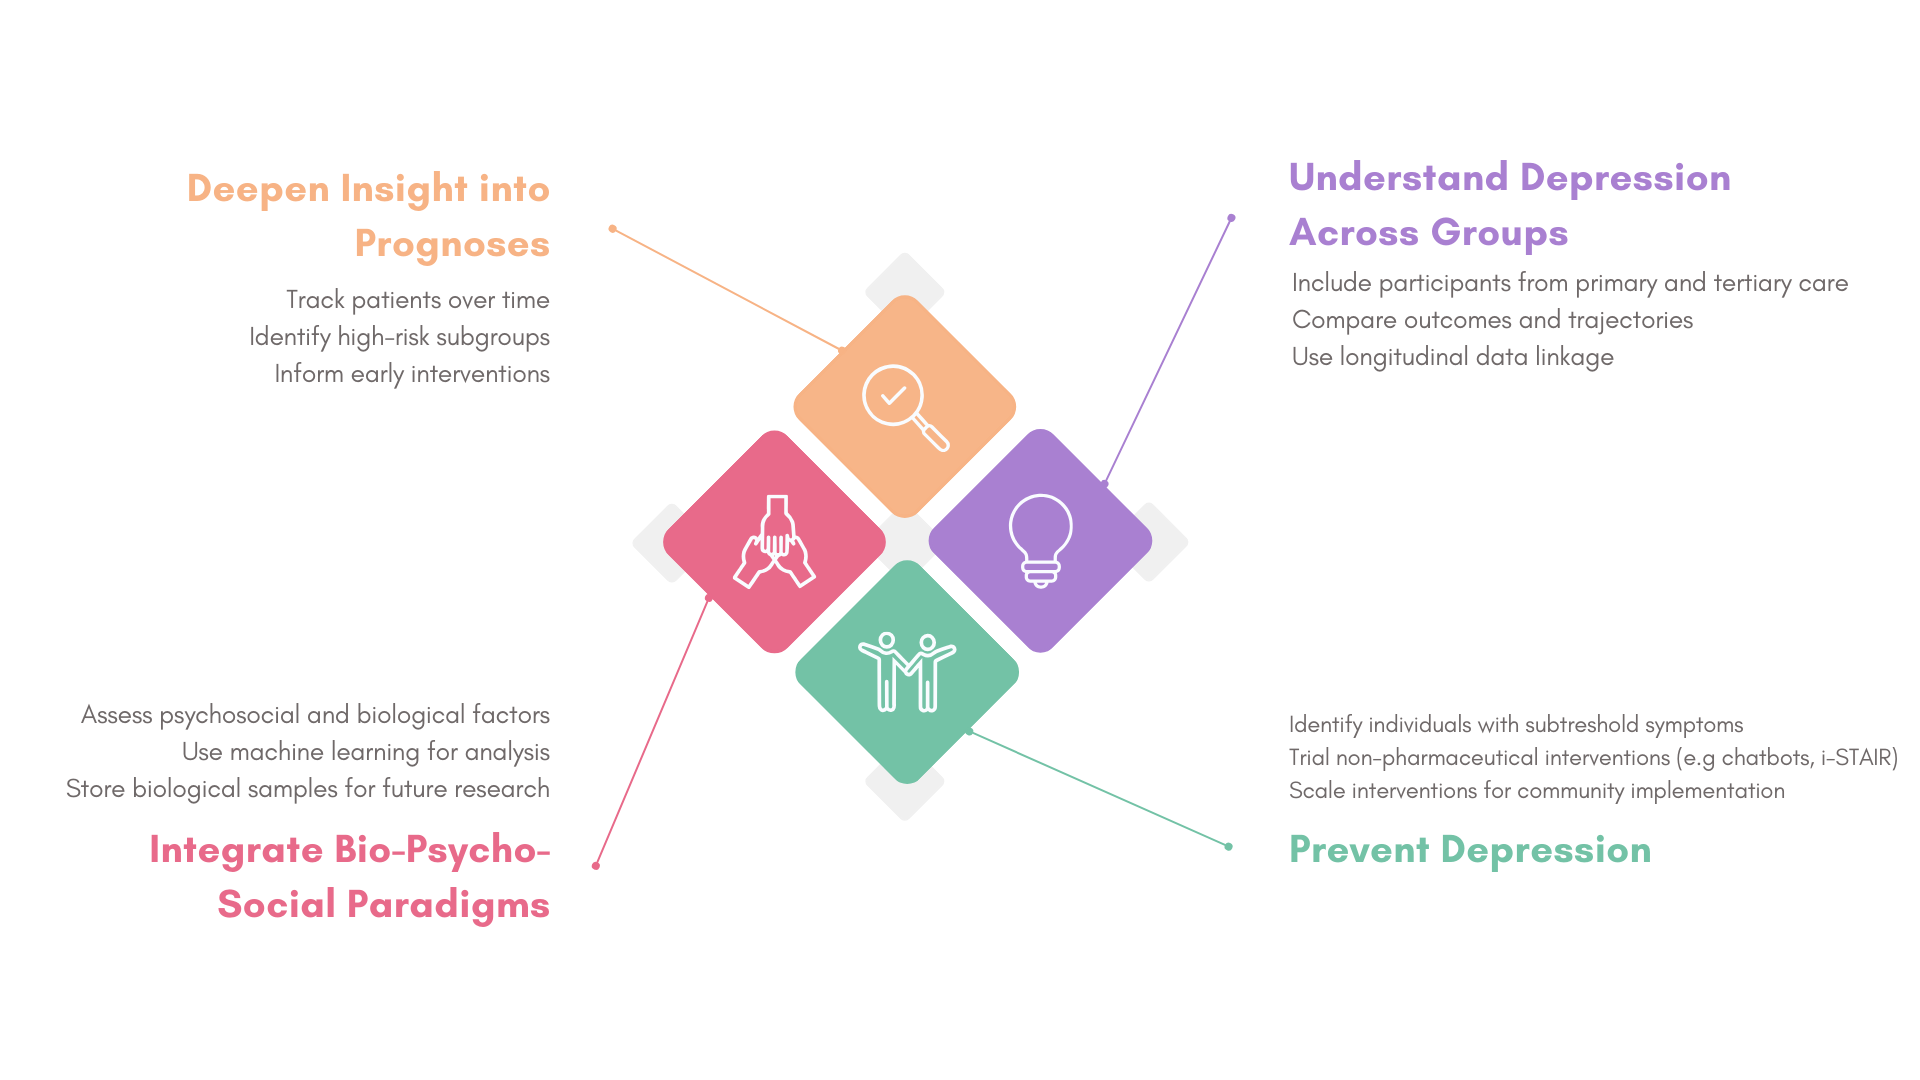 Deepen Insight into
Prognoses
Track patients over time
Identify high-risk subgroups
Inform early interventions
Understand Depression
Across Groups
Include participants from primary and tertiary care
Compare outcomes and trajectories
Use longitudinal data linkage
Assess psychosocial and biological factors
Use machine learning for analysis
Store biological samples for future research
Integrate Bio-Psycho-
Social Paradigms
Identify individuals with subtreshold symptoms
Trial non-pharmaceutical interventions (e.g chatbots, i-STAIR)
Scale interventions for community implementation
Prevent Depression